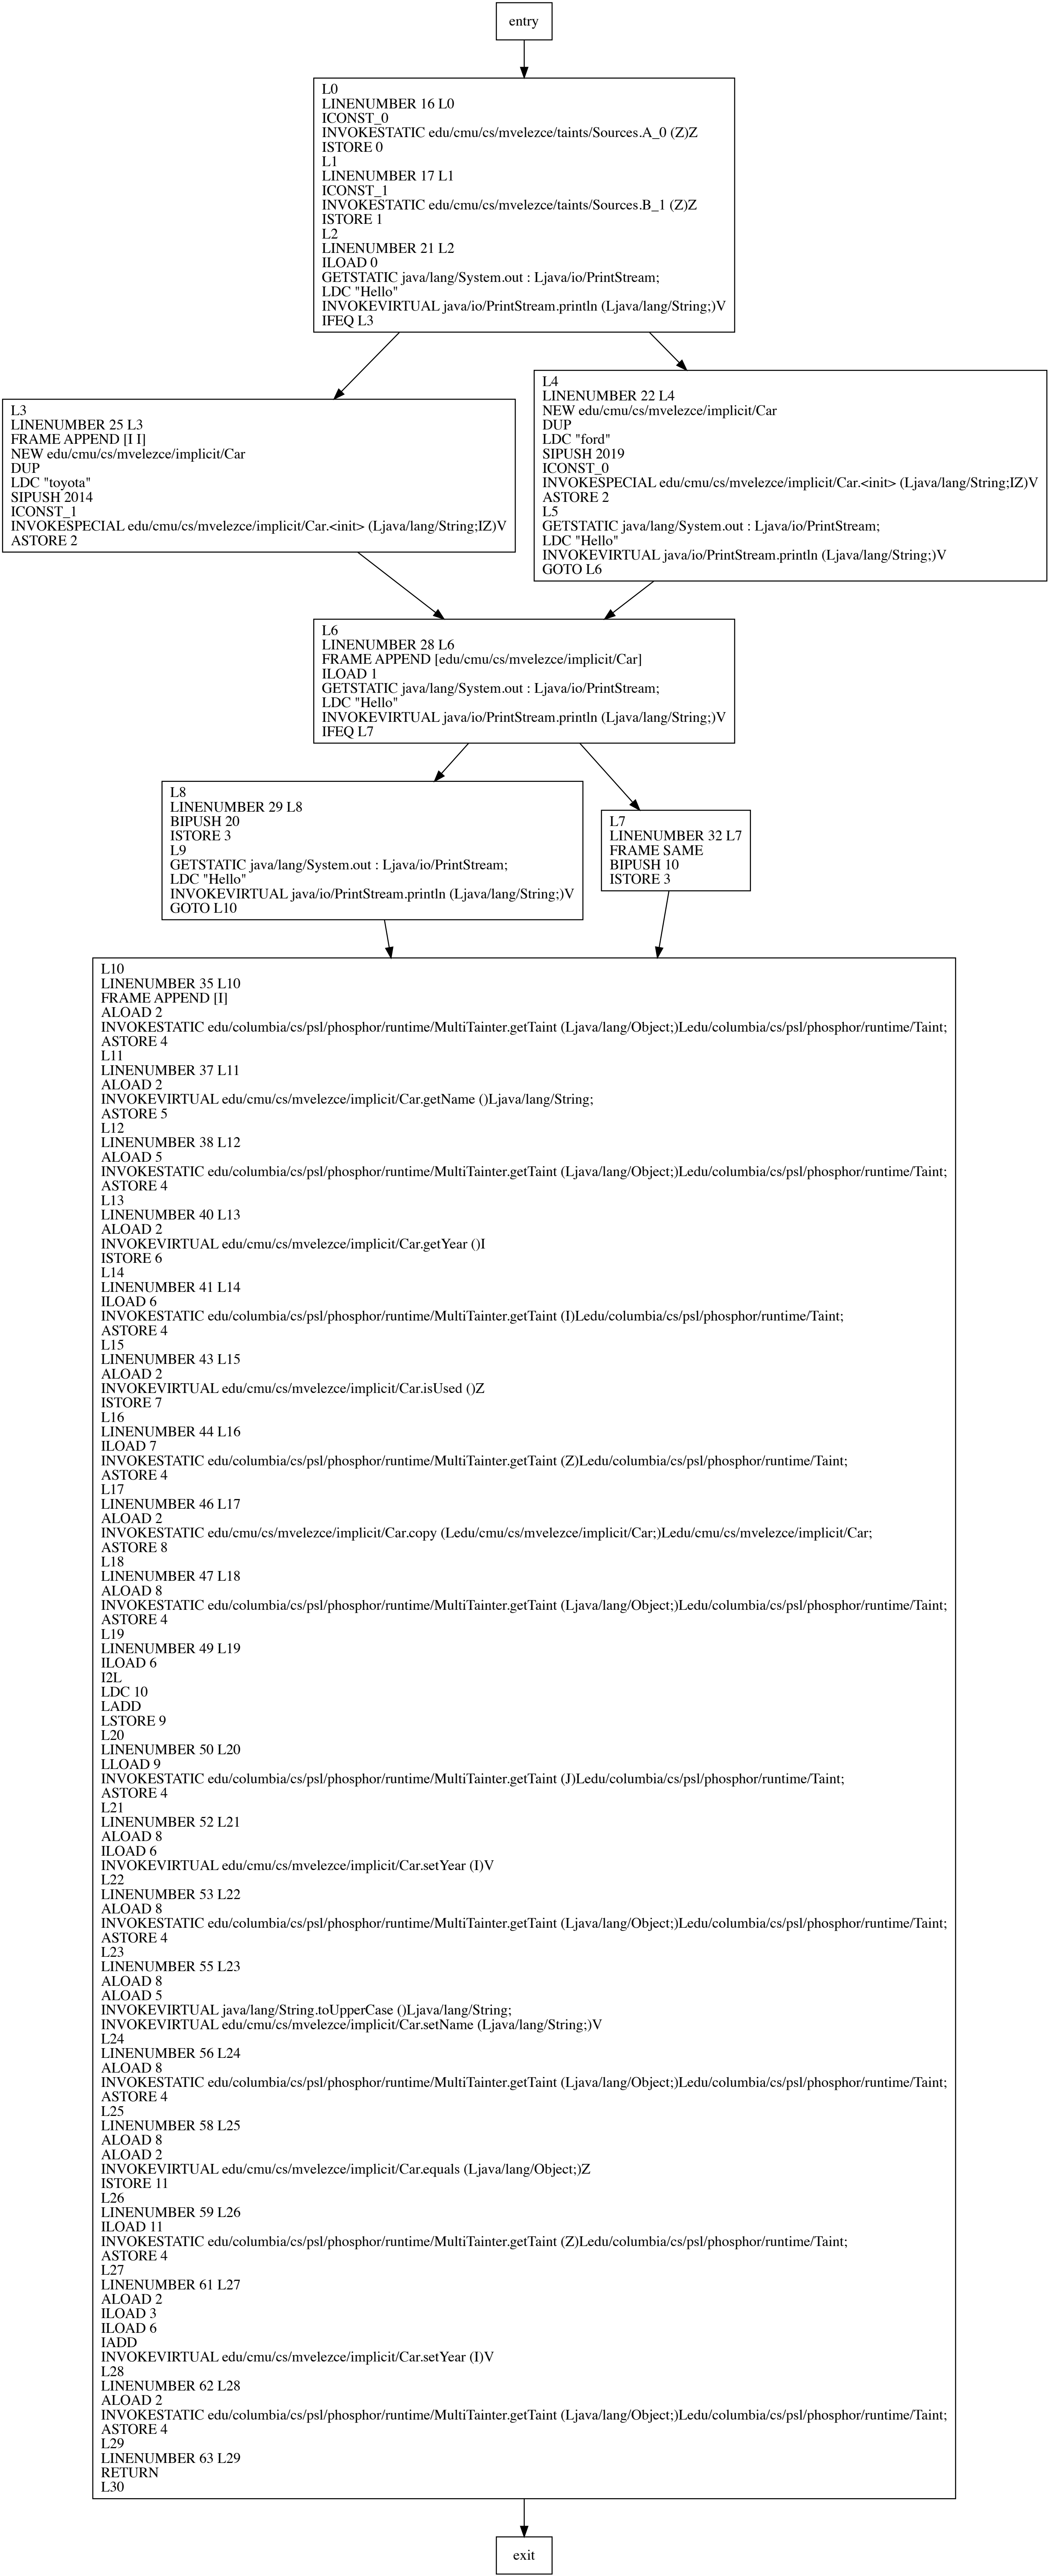 entry
L0
LINENUMBER 16 L0
ICONST_0
INVOKESTATIC edu/cmu/cs/mvelezce/taints/Sources.A_0 (Z)Z
ISTORE 0
L1
LINENUMBER 17 L1
ICONST_1
INVOKESTATIC edu/cmu/cs/mvelezce/taints/Sources.B_1 (Z)Z
ISTORE 1
L2
LINENUMBER 21 L2
ILOAD 0
GETSTATIC java/lang/System.out : Ljava/io/PrintStream;
LDC "Hello"
INVOKEVIRTUAL java/io/PrintStream.println (Ljava/lang/String;)V
IFEQ L3
L3
LINENUMBER 25 L3
FRAME APPEND [I I]
NEW edu/cmu/cs/mvelezce/implicit/Car
DUP
LDC "toyota"
SIPUSH 2014
ICONST_1
INVOKESPECIAL edu/cmu/cs/mvelezce/implicit/Car.<init> (Ljava/lang/String;IZ)V
ASTORE 2
L4
LINENUMBER 22 L4
NEW edu/cmu/cs/mvelezce/implicit/Car
DUP
LDC "ford"
SIPUSH 2019
ICONST_0
INVOKESPECIAL edu/cmu/cs/mvelezce/implicit/Car.<init> (Ljava/lang/String;IZ)V
ASTORE 2
L5
GETSTATIC java/lang/System.out : Ljava/io/PrintStream;
LDC "Hello"
INVOKEVIRTUAL java/io/PrintStream.println (Ljava/lang/String;)V
GOTO L6
L6
LINENUMBER 28 L6
FRAME APPEND [edu/cmu/cs/mvelezce/implicit/Car]
ILOAD 1
GETSTATIC java/lang/System.out : Ljava/io/PrintStream;
LDC "Hello"
INVOKEVIRTUAL java/io/PrintStream.println (Ljava/lang/String;)V
IFEQ L7
L8
LINENUMBER 29 L8
BIPUSH 20
ISTORE 3
L9
GETSTATIC java/lang/System.out : Ljava/io/PrintStream;
LDC "Hello"
INVOKEVIRTUAL java/io/PrintStream.println (Ljava/lang/String;)V
GOTO L10
L7
LINENUMBER 32 L7
FRAME SAME
BIPUSH 10
ISTORE 3
L10
LINENUMBER 35 L10
FRAME APPEND [I]
ALOAD 2
INVOKESTATIC edu/columbia/cs/psl/phosphor/runtime/MultiTainter.getTaint (Ljava/lang/Object;)Ledu/columbia/cs/psl/phosphor/runtime/Taint;
ASTORE 4
L11
LINENUMBER 37 L11
ALOAD 2
INVOKEVIRTUAL edu/cmu/cs/mvelezce/implicit/Car.getName ()Ljava/lang/String;
ASTORE 5
L12
LINENUMBER 38 L12
ALOAD 5
INVOKESTATIC edu/columbia/cs/psl/phosphor/runtime/MultiTainter.getTaint (Ljava/lang/Object;)Ledu/columbia/cs/psl/phosphor/runtime/Taint;
ASTORE 4
L13
LINENUMBER 40 L13
ALOAD 2
INVOKEVIRTUAL edu/cmu/cs/mvelezce/implicit/Car.getYear ()I
ISTORE 6
L14
LINENUMBER 41 L14
ILOAD 6
INVOKESTATIC edu/columbia/cs/psl/phosphor/runtime/MultiTainter.getTaint (I)Ledu/columbia/cs/psl/phosphor/runtime/Taint;
ASTORE 4
L15
LINENUMBER 43 L15
ALOAD 2
INVOKEVIRTUAL edu/cmu/cs/mvelezce/implicit/Car.isUsed ()Z
ISTORE 7
L16
LINENUMBER 44 L16
ILOAD 7
INVOKESTATIC edu/columbia/cs/psl/phosphor/runtime/MultiTainter.getTaint (Z)Ledu/columbia/cs/psl/phosphor/runtime/Taint;
ASTORE 4
L17
LINENUMBER 46 L17
ALOAD 2
INVOKESTATIC edu/cmu/cs/mvelezce/implicit/Car.copy (Ledu/cmu/cs/mvelezce/implicit/Car;)Ledu/cmu/cs/mvelezce/implicit/Car;
ASTORE 8
L18
LINENUMBER 47 L18
ALOAD 8
INVOKESTATIC edu/columbia/cs/psl/phosphor/runtime/MultiTainter.getTaint (Ljava/lang/Object;)Ledu/columbia/cs/psl/phosphor/runtime/Taint;
ASTORE 4
L19
LINENUMBER 49 L19
ILOAD 6
I2L
LDC 10
LADD
LSTORE 9
L20
LINENUMBER 50 L20
LLOAD 9
INVOKESTATIC edu/columbia/cs/psl/phosphor/runtime/MultiTainter.getTaint (J)Ledu/columbia/cs/psl/phosphor/runtime/Taint;
ASTORE 4
L21
LINENUMBER 52 L21
ALOAD 8
ILOAD 6
INVOKEVIRTUAL edu/cmu/cs/mvelezce/implicit/Car.setYear (I)V
L22
LINENUMBER 53 L22
ALOAD 8
INVOKESTATIC edu/columbia/cs/psl/phosphor/runtime/MultiTainter.getTaint (Ljava/lang/Object;)Ledu/columbia/cs/psl/phosphor/runtime/Taint;
ASTORE 4
L23
LINENUMBER 55 L23
ALOAD 8
ALOAD 5
INVOKEVIRTUAL java/lang/String.toUpperCase ()Ljava/lang/String;
INVOKEVIRTUAL edu/cmu/cs/mvelezce/implicit/Car.setName (Ljava/lang/String;)V
L24
LINENUMBER 56 L24
ALOAD 8
INVOKESTATIC edu/columbia/cs/psl/phosphor/runtime/MultiTainter.getTaint (Ljava/lang/Object;)Ledu/columbia/cs/psl/phosphor/runtime/Taint;
ASTORE 4
L25
LINENUMBER 58 L25
ALOAD 8
ALOAD 2
INVOKEVIRTUAL edu/cmu/cs/mvelezce/implicit/Car.equals (Ljava/lang/Object;)Z
ISTORE 11
L26
LINENUMBER 59 L26
ILOAD 11
INVOKESTATIC edu/columbia/cs/psl/phosphor/runtime/MultiTainter.getTaint (Z)Ledu/columbia/cs/psl/phosphor/runtime/Taint;
ASTORE 4
L27
LINENUMBER 61 L27
ALOAD 2
ILOAD 3
ILOAD 6
IADD
INVOKEVIRTUAL edu/cmu/cs/mvelezce/implicit/Car.setYear (I)V
L28
LINENUMBER 62 L28
ALOAD 2
INVOKESTATIC edu/columbia/cs/psl/phosphor/runtime/MultiTainter.getTaint (Ljava/lang/Object;)Ledu/columbia/cs/psl/phosphor/runtime/Taint;
ASTORE 4
L29
LINENUMBER 63 L29
RETURN
L30
exit